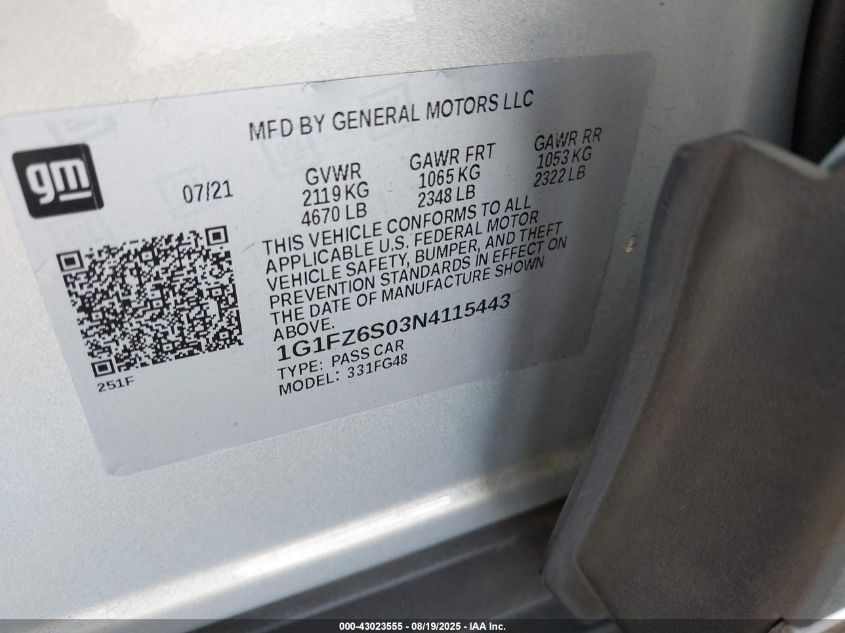 MFD BY GENERAL MOTORS LLC
gm
07/21
GVWR
2119 KG
4670 LB
GAWR FRT
1065 KG
2348 LB
GAWR RR
1053 KG
2322 LB
THIS VEHICLE CONFORMS TO ALL
APPLICABLE U.S. FEDERAL MOTOR
VEHICLE SAFETY, BUMPER, AND THEFT
PREVENTION STANDARDS IN EFFECT ON
THE DATE OF MANUFACTURE SHOWN
ABOVE.
1G1FZ6S03N4115443
TYPE: PASS CAR
MODEL: 331FG48
251F
000-43023555 - 08/19/2025 - IAA Inc.